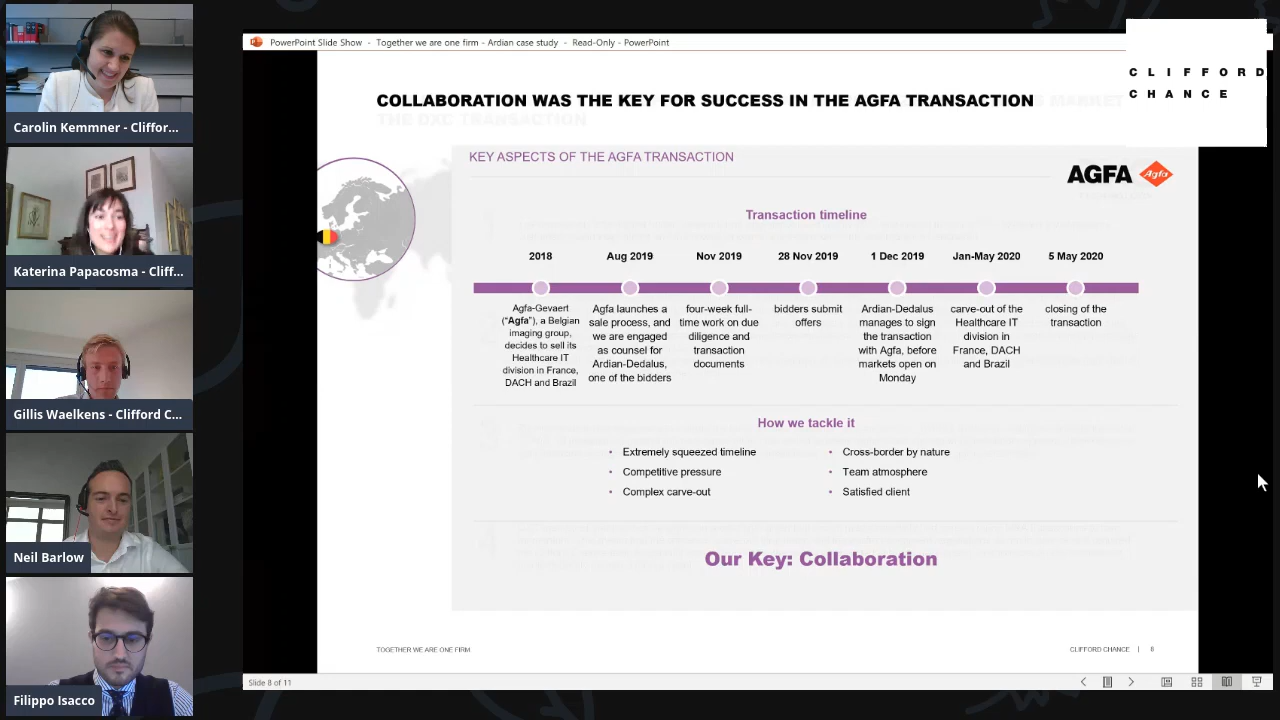 PowerPoint Slide Show - Together we are one firm - Ardian case study - Read-Only - PowerPoint
CLIFFORD
CHANCE
COLLABORATION WAS THE KEY FOR SUCCESS IN THE AGFA TRANSACTION
THE DXC TRANSACTION
KEY ASPECTS OF THE AGFA TRANSACTION
AGFA Agfa
Transaction timeline
2018
Agfa-Gevaert
("Agfa"), a Belgian
imaging group,
decides to sell its
Healthcare IT
division in France,
DACH and Brazil
Aug 2019
Agfa launches a
sale process, and
we are engaged
as counsel for
Ardian-Dedalus,
one of the bidders
Nov 2019
four-week full-
time work on due
diligence and
transaction
documents
28 Nov 2019
bidders submit
offers
1 Dec 2019
Ardian-Dedalus
manages to sign
the transaction
with Agfa, before
markets open on
Monday
Jan-May 2020
carve-out of the
Healthcare IT
division in
France, DACH
and Brazil
5 May 2020
closing of the
transaction
How we tackle it
• Extremely squeezed timeline
• Competitive pressure
• Complex carve-out
• Cross-border by nature
• Team atmosphere
• Satisfied client
Our Key: Collaboration
TOGETHER WE ARE ONE FIRM
CLIFFORD CHANCE | 8
Slide 8 of 11
Carolin Kemmner - Cliffor...
Katerina Papacosma - Cliff...
Gillis Waelkens - Clifford C...
Neil Barlow
Filippo Isacco